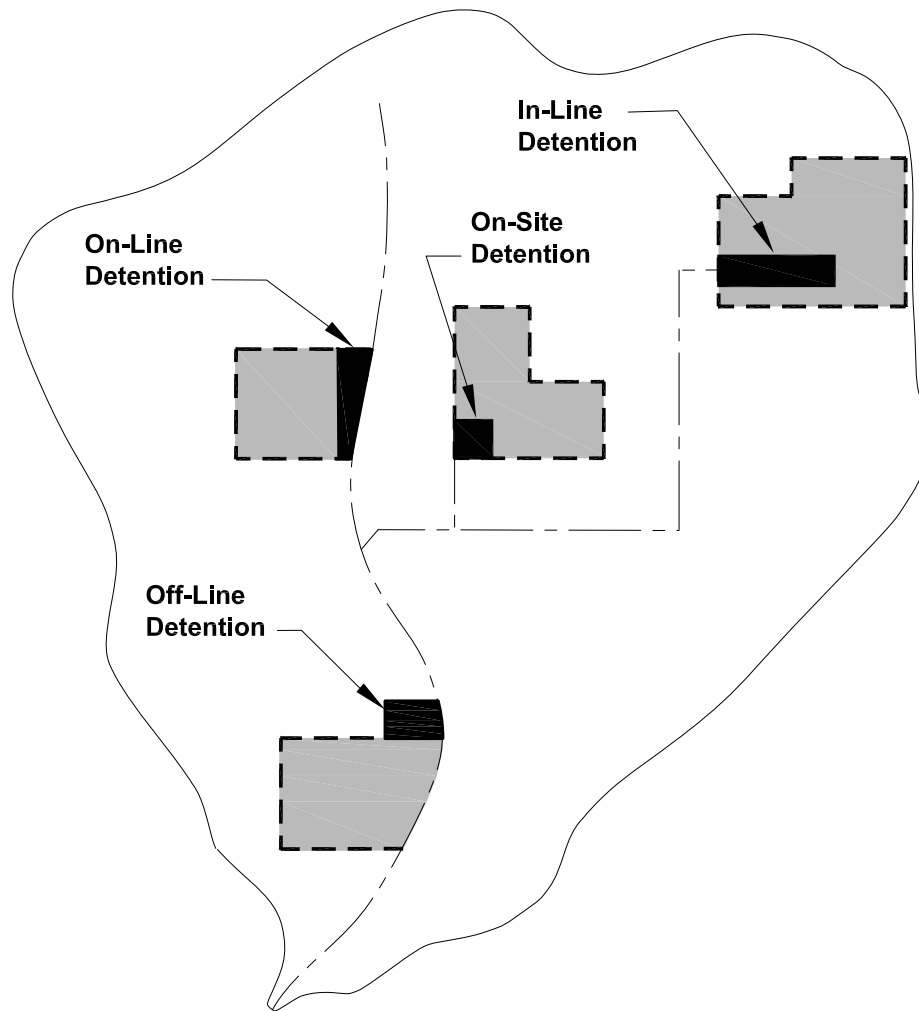 In-Line
Detention
On-Site
Detention
On-Line
Detention
Off-Line
Detention